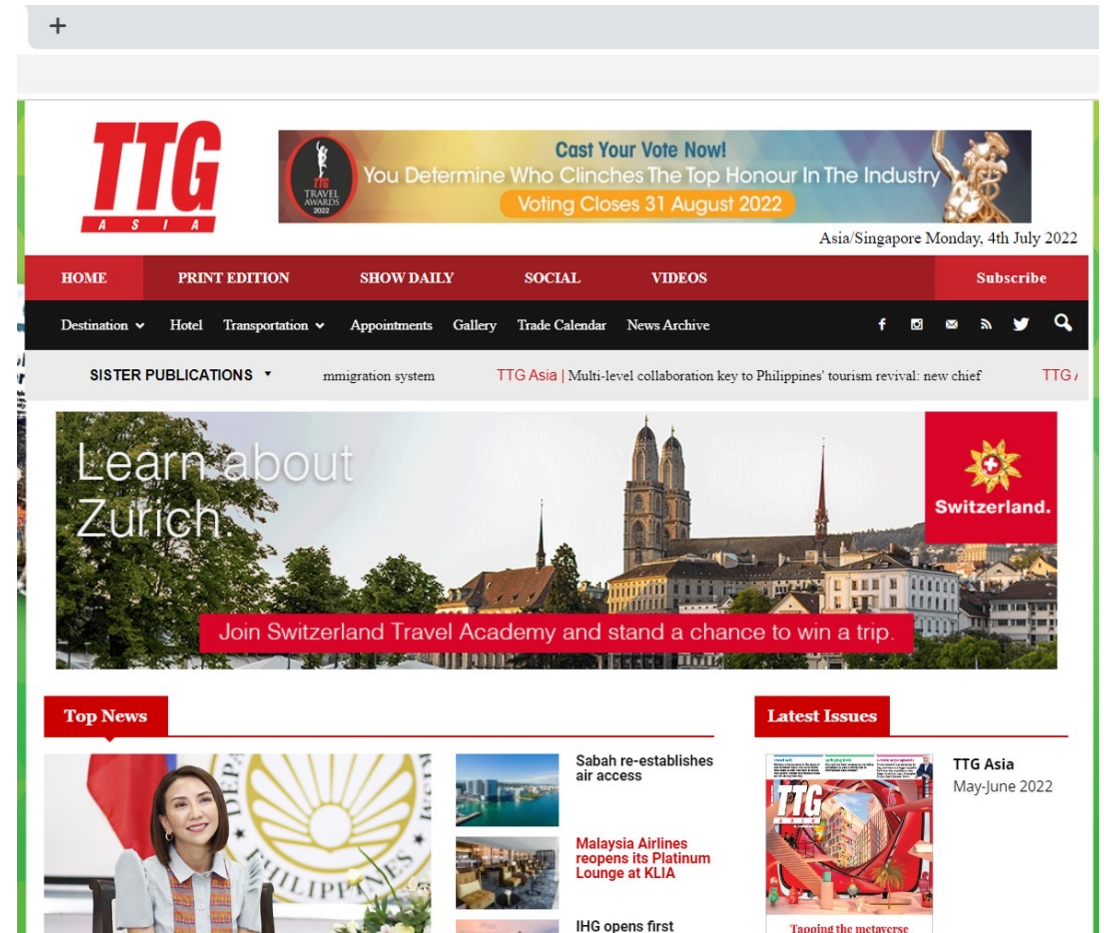 +
TTG
ASIA
TTG
TRAVEL
AWARDS
2022
Cast Your Vote Now!
You Determine Who Clinches The Top Honour In The Industry
Voting Closes 31 August 2022
Asia/Singapore Monday, 4th July 2022
HOME PRINT EDITION SHOW DAILY SOCIAL VIDEOS Subscribe
Destination Hotel Transportation Appointments Gallery Trade Calendar News Archive
SISTER PUBLICATIONS mmigration system TTG Asia | Multi-level collaboration key to Philippines' tourism revival: new chief TTG
Learn about
Zurich.
Switzerland.
Join Switzerland Travel Academy and stand a chance to win a trip.
Top News
Latest Issues
Sabah re-establishes
air access
Malaysia Airlines
reopens its Platinum
Lounge at KLIA
IHG opens first
TTG
ASIA
Tapping the metaverse
TTG Asia
May-June 2022